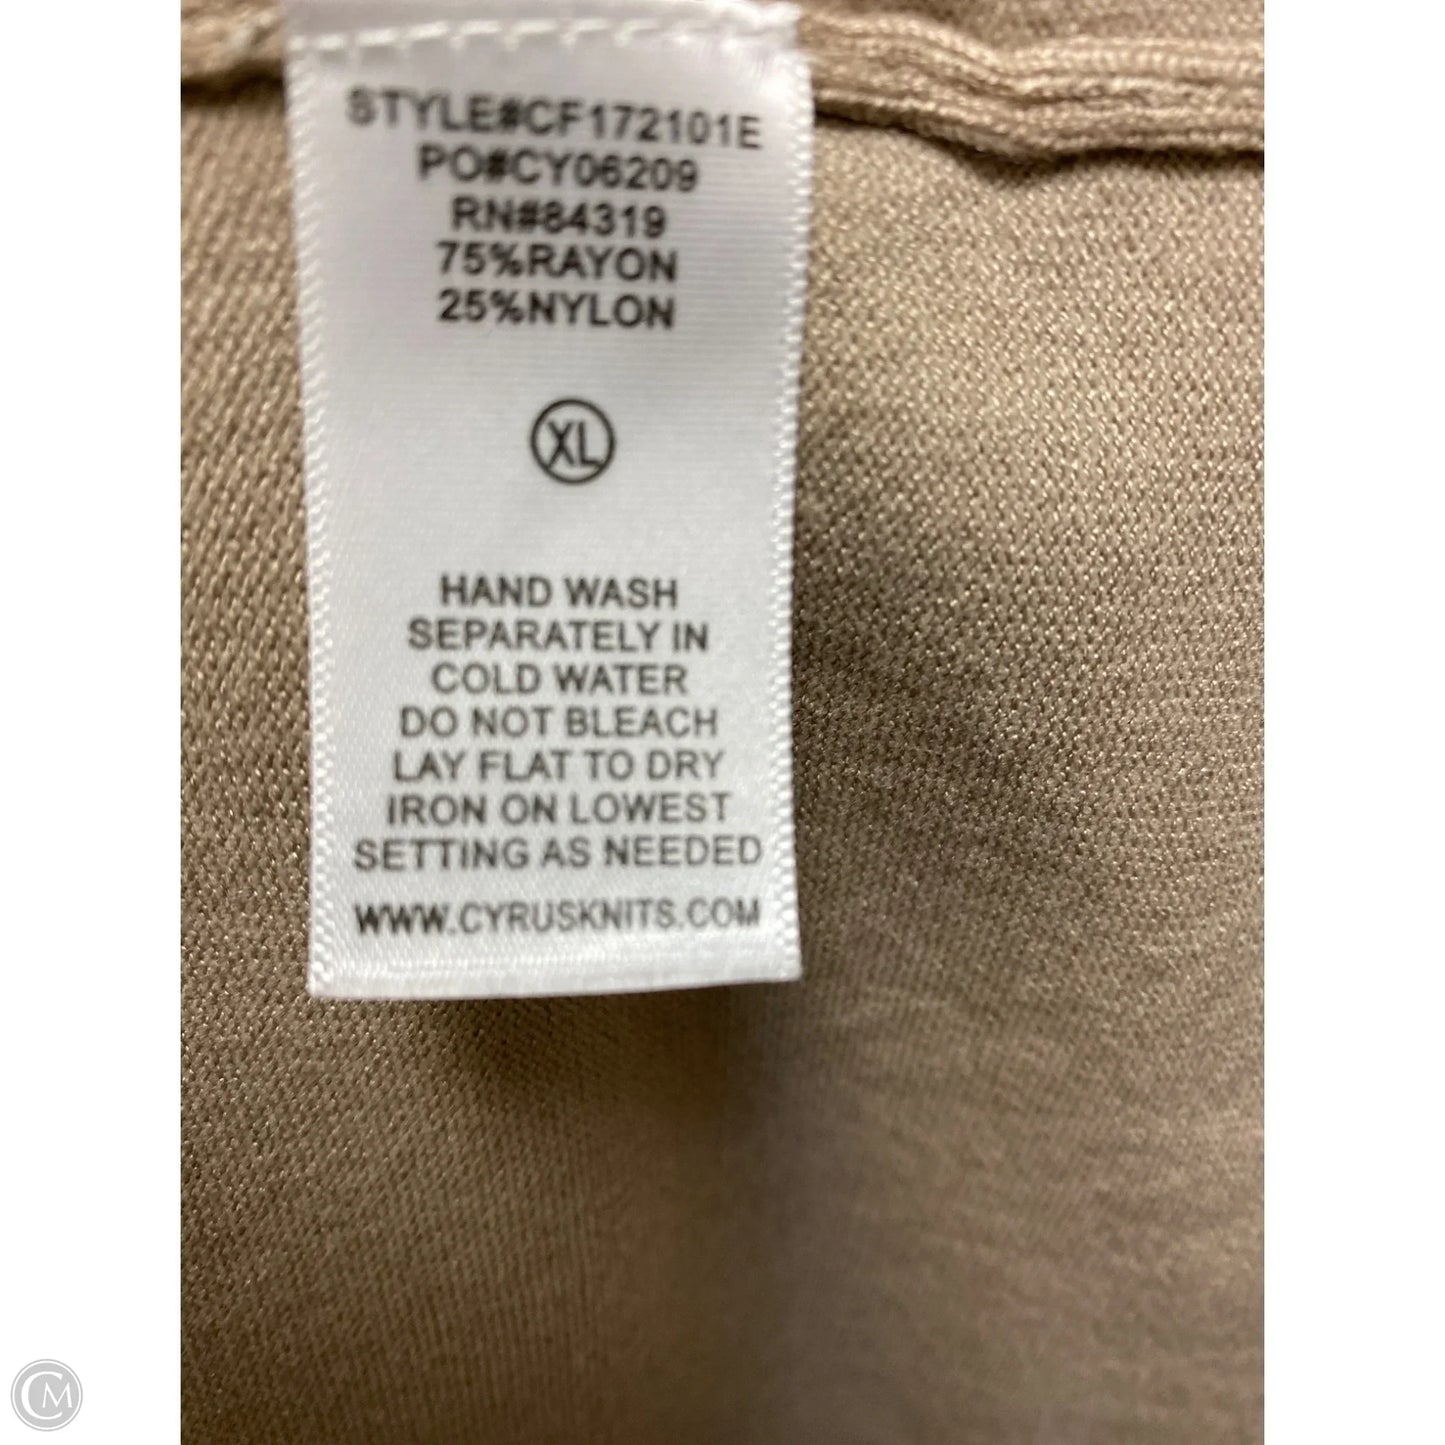 STYLE#CF172101E
PO#CY06209
RN#84319
75%RAYON
25%NYLON
XL
HAND WASH
SEPARATELY IN
COLD WATER
DO NOT BLEACH
LAY FLAT TO DRY
IRON ON LOWEST
SETTING AS NEEDED
WWW.CYRUSKNITS.COM
CM